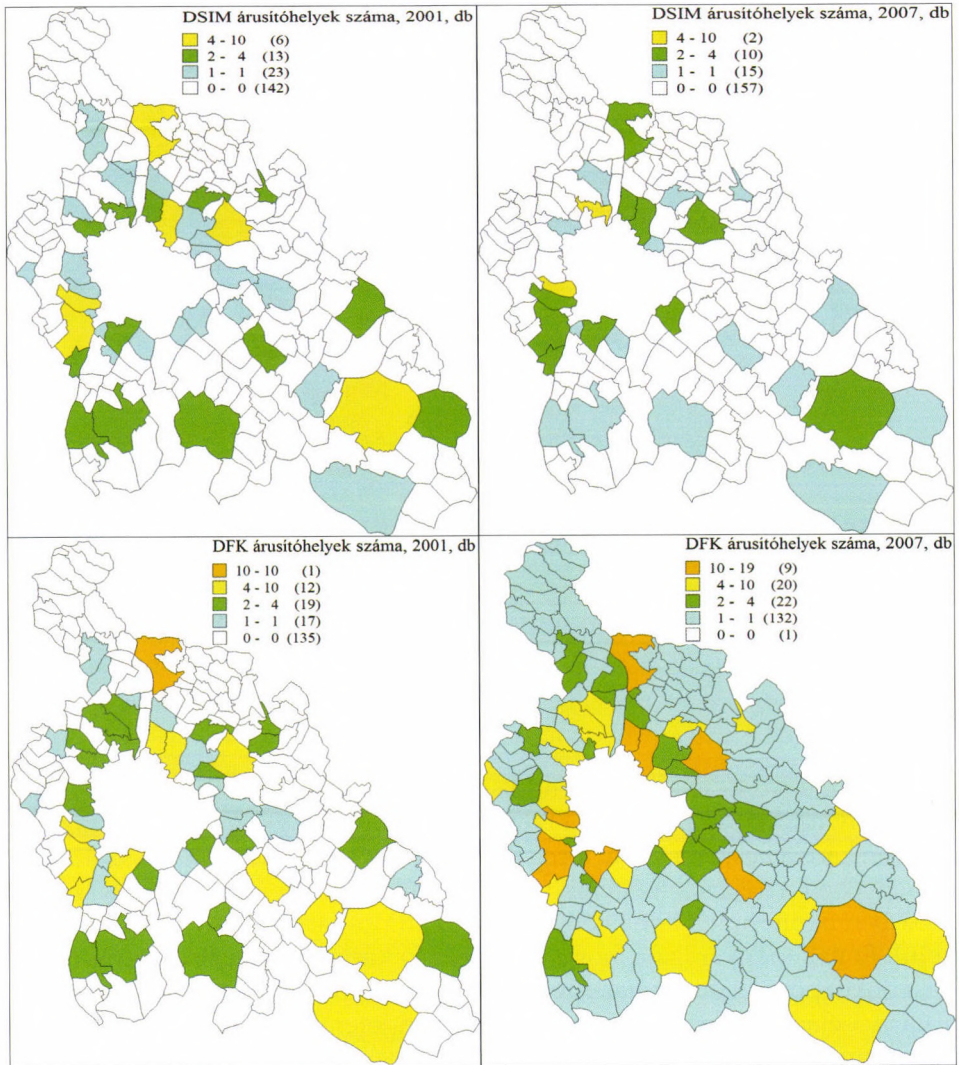 DSIM árusítóhelyek száma, 2001, db
4 - 10 (6)
2 - 4 (13)
1 - 1 (23)
0 - 0 (142)
DSIM árusítóhelyek száma, 2007, db
4 - 10 (2)
2 - 4 (10)
1 - 1 (15)
0 - 0 (157)
DFK árusítóhelyek száma, 2001, db
10 - 10 (1)
4 - 10 (12)
2 - 4 (19)
1 - 1 (17)
0 - 0 (135)
DFK árusítóhelyek száma, 2007, db
10 - 19 (9)
4 - 10 (20)
2 - 4 (22)
1 - 1 (132)
0 - 0 (1)